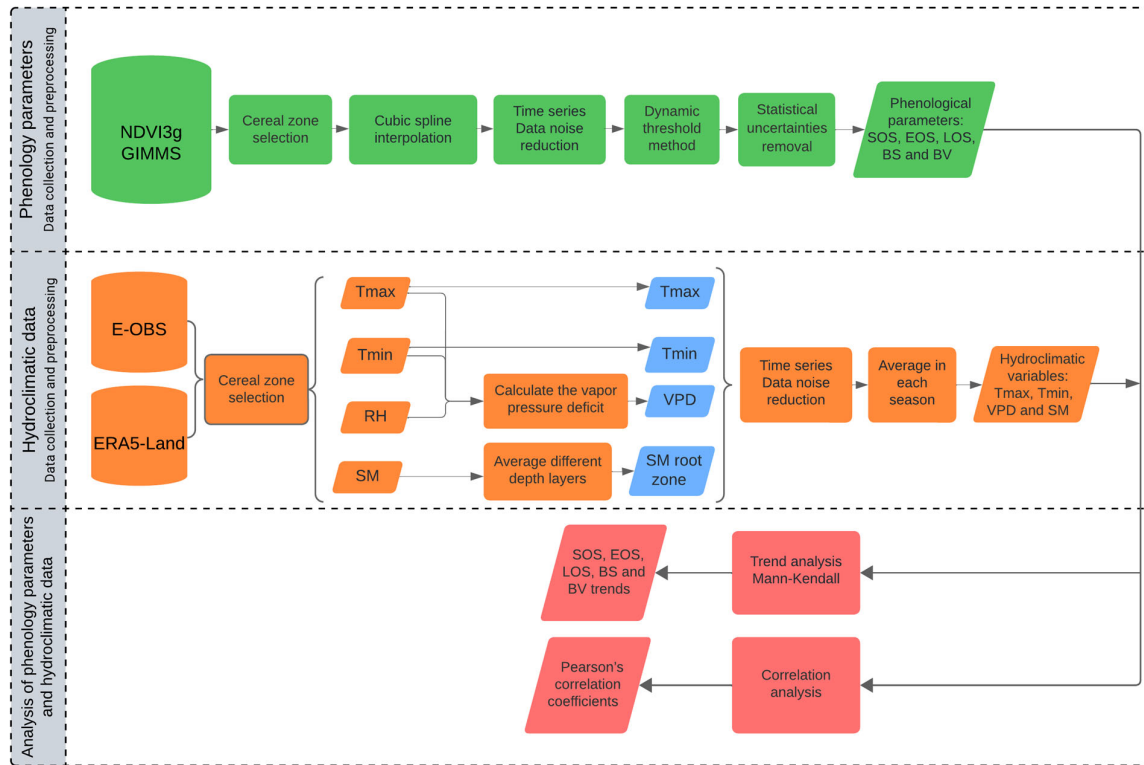 Phenology parameters
Data collection and preprocessing
NDVI3g
GIMMS
Cereal zone
selection
Cubic spline
interpolation
Time series
Data noise
reduction
Dynamic
threshold
method
Statistical
uncertainties
removal
Phenological
parameters:
SOS, EOS, LOS,
BS and BV
Hydroclimatic data
Data collection and preprocessing
E-OBS
ERA5-Land
Cereal zone
selection
Tmax
Tmin
RH
SM
Calculate the vapor
pressure deficit
Average different
depth layers
Tmax
Tmin
VPD
SM root
zone
Time series
Data noise
reduction
Average in
each
season
Hydroclimatic
variables:
Tmax, Tmin,
VPD and SM
Analysis of phenology parameters
and hydroclimatic data
SOS, EOS,
LOS, BS and
BV trends
Trend analysis
Mann-Kendall
Pearson's
correlation
coefficients
Correlation
analysis